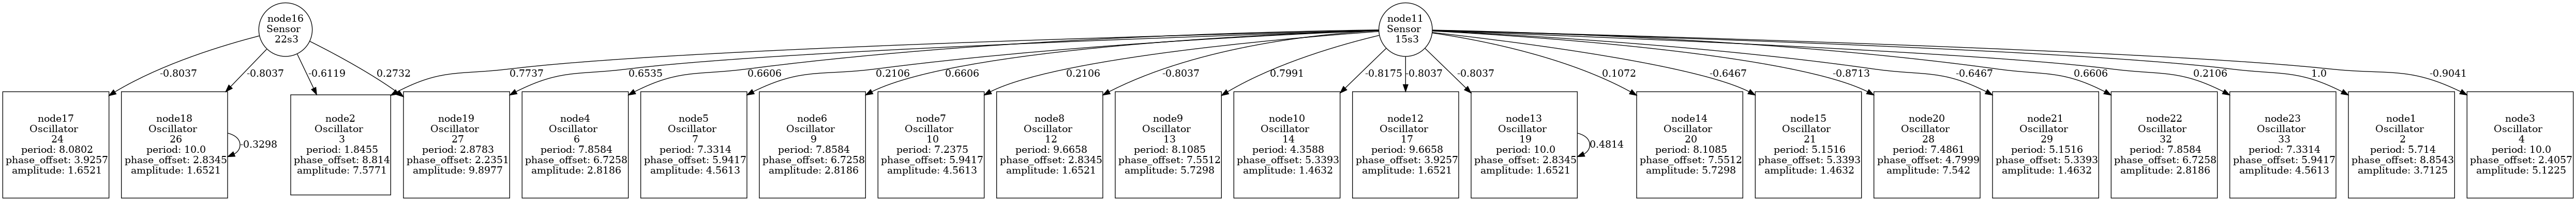 node16
Sensor
22s3
node11
Sensor
15s3
-0.8037
-0.8037
-0.6119
0.2732
0.7737
0.6535
0.6606
0.2106
0.6606
0.2106
-0.8037
0.7991
-0.8175
-0.8037
-0.8037
0.1072
-0.6467
-0.8713
-0.6467
0.6606
0.2106
1.0
-0.9041
node17
Oscillator
24
period: 8.0802
phase_offset: 3.9257
amplitude: 1.6521
node18
Oscillator
26
period: 10.0
phase_offset: 2.8345
amplitude: 1.6521
-0.3298
node2
Oscillator
3
period: 1.8455
phase_offset: 8.814
amplitude: 7.5771
node19
Oscillator
27
period: 2.8783
phase_offset: 2.2351
amplitude: 9.8977
node4
Oscillator
6
period: 7.8584
phase_offset: 6.7258
amplitude: 2.8186
node5
Oscillator
7
period: 7.3314
phase_offset: 5.9417
amplitude: 4.5613
node6
Oscillator
9
period: 7.8584
phase_offset: 6.7258
amplitude: 2.8186
node7
Oscillator
10
period: 7.2375
phase_offset: 5.9417
amplitude: 4.5613
node8
Oscillator
12
period: 9.6658
phase_offset: 2.8345
amplitude: 1.6521
node9
Oscillator
13
period: 8.1085
phase_offset: 7.5512
amplitude: 5.7298
node10
Oscillator
14
period: 4.3588
phase_offset: 5.3393
amplitude: 1.4632
node12
Oscillator
17
period: 9.6658
phase_offset: 3.9257
amplitude: 1.6521
node13
Oscillator
19
period: 10.0
phase_offset: 2.8345
amplitude: 1.6521
0.4814
node14
Oscillator
20
period: 8.1085
phase_offset: 7.5512
amplitude: 5.7298
node15
Oscillator
21
period: 5.1516
phase_offset: 5.3393
amplitude: 1.4632
node20
Oscillator
28
period: 7.4861
phase_offset: 4.7999
amplitude: 7.542
node21
Oscillator
29
period: 5.1516
phase_offset: 5.3393
amplitude: 1.4632
node22
Oscillator
32
period: 7.8584
phase_offset: 6.7258
amplitude: 2.8186
node23
Oscillator
33
period: 7.3314
phase_offset: 5.9417
amplitude: 4.5613
node1
Oscillator
2
period: 5.714
phase_offset: 8.8543
amplitude: 3.7125
node3
Oscillator
4
period: 10.0
phase_offset: 2.4057
amplitude: 5.1225